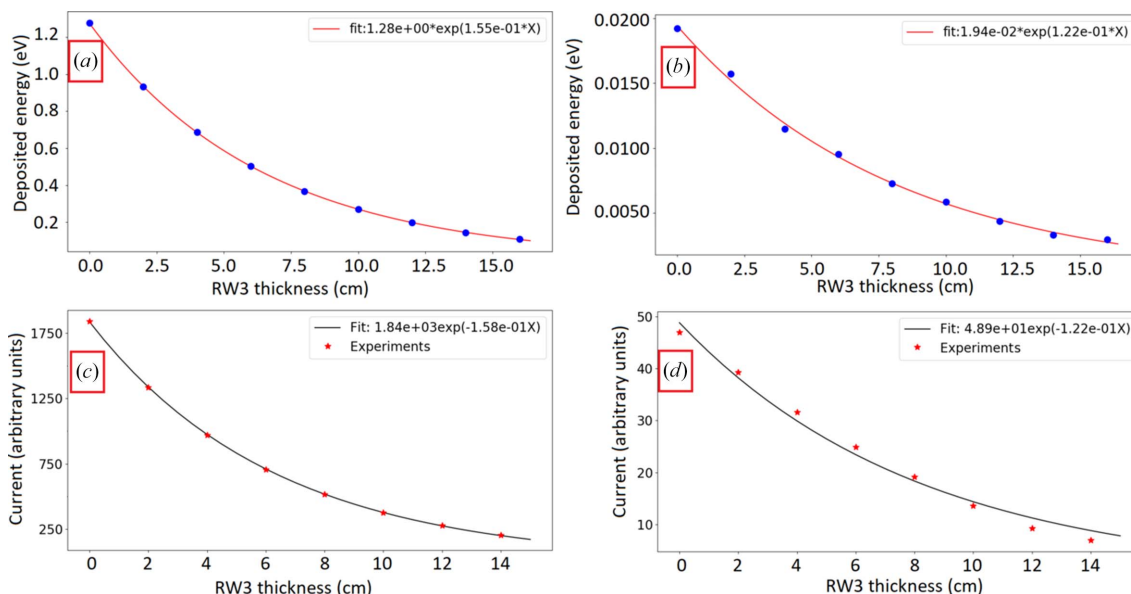 (a)
fit:1.28e+00*exp(1.55e-01*X)
Deposited energy (eV)
1.2
1.0
0.8
0.6
0.4
0.2
0.0 2.5 5.0 7.5 10.0 12.5 15.0
RW3 thickness (cm)
(b)
fit:1.94e-02*exp(1.22e-01*X)
Deposited energy (eV)
0.0200
0.0150
0.0100
0.0050
0.0 2.5 5.0 7.5 10.0 12.5 15.0
RW3 thickness (cm)
(c)
Fit: 1.84e+03exp(-1.58e-01X)
Experiments
Current (arbitrary units)
1750
1250
750
250
0 2 4 6 8 10 12 14
RW3 thickness (cm)
(d)
Fit: 4.89e+01exp(-1.22e-01X)
Experiments
Current (arbitrary units)
50
40
30
20
10
0 2 4 6 8 10 12 14
RW3 thickness (cm)